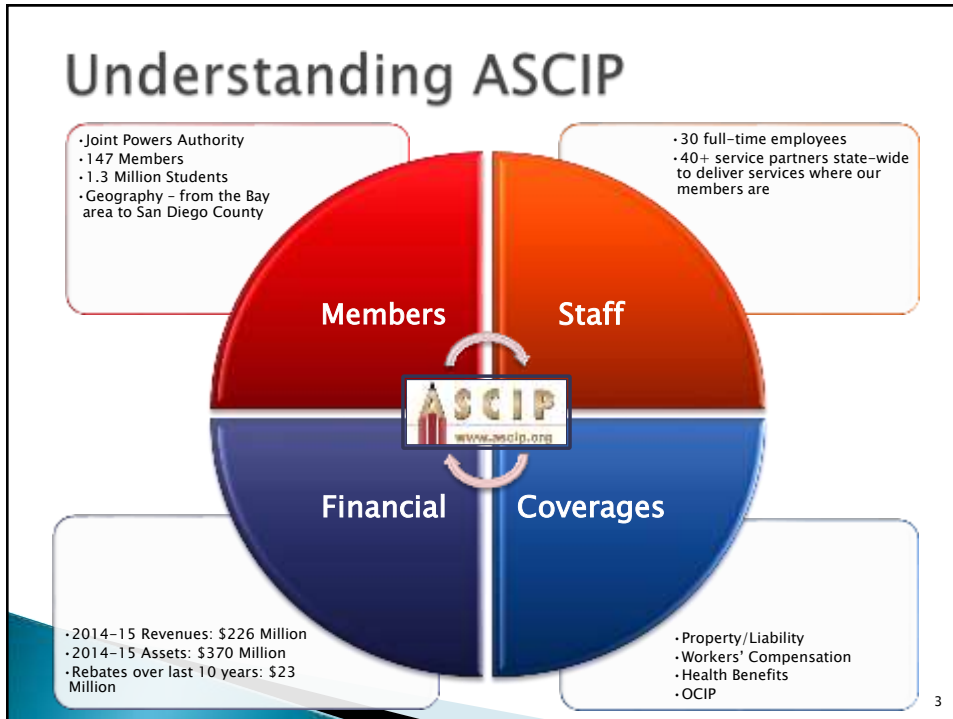 Understanding ASCIP
•Joint Powers Authority
•147 Members
•1.3 Million Students
•Geography – from the Bay
area to San Diego County
•30 full-time employees
•40+ service partners state-wide
to deliver services where our
members are
Members
Staff
ASCIP
www.ascip.org
Financial
Coverages
•2014-15 Revenues: $226 Million
•2014-15 Assets: $370 Million
•Rebates over last 10 years: $23
Million
•Property/Liability
•Workers’ Compensation
•Health Benefits
•OCIP
3